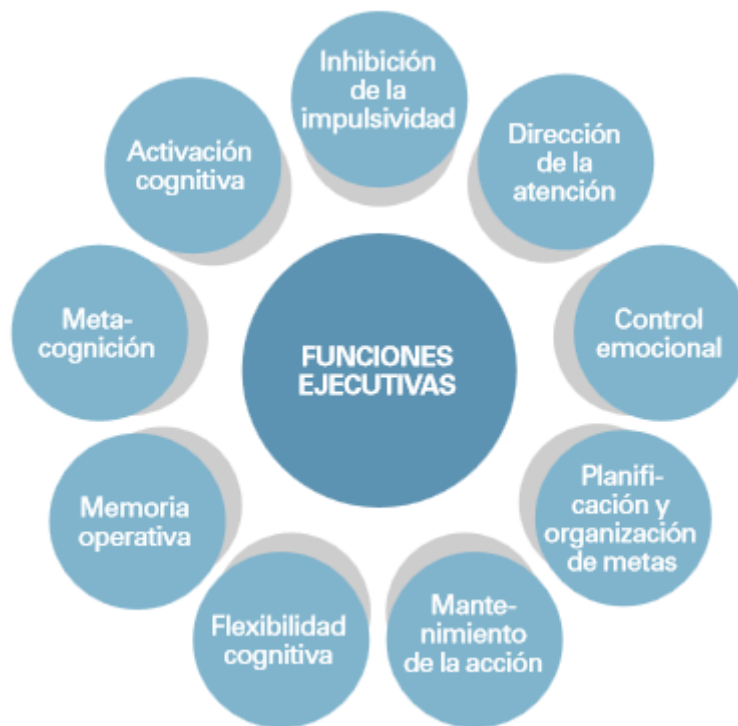 Inhibición
de la
impulsividad
Dirección
de la
atención
Control
emocional
Planifi-
cación y
organización
de metas
Mante-
nimiento
de la acción
Flexibilidad
cognitiva
Memoria
operativa
Meta-
cognición
Activación
cognitiva
FUNCIONES
EJECUTIVAS